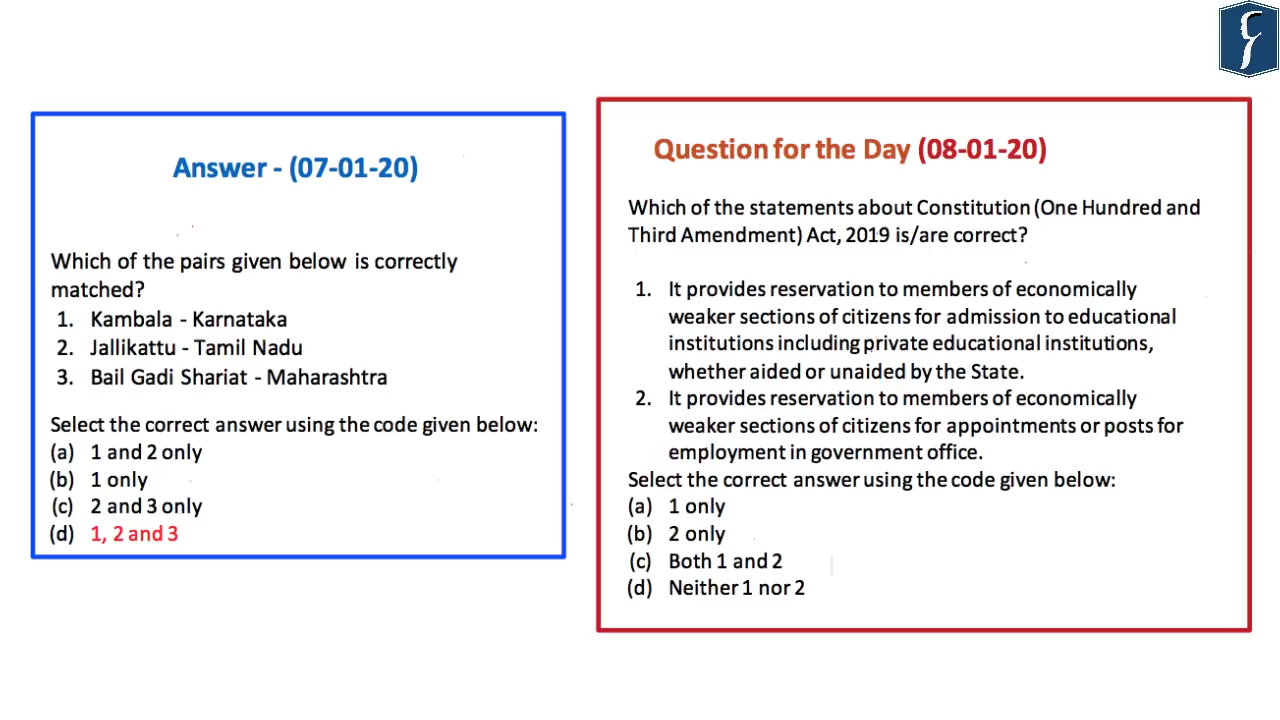 Answer - (07-01-20)
Which of the pairs given below is correctly
matched?
1. Kambala - Karnataka
2. Jallikattu - Tamil Nadu
3. Bail Gadi Shariat - Maharashtra
Select the correct answer using the code given below:
(a) 1 and 2 only
(b) 1 only
(c) 2 and 3 only
(d) 1, 2 and 3
Question for the Day (08-01-20)
Which of the statements about Constitution (One Hundred and
Third Amendment) Act, 2019 is/are correct?
1. It provides reservation to members of economically
weaker sections of citizens for admission to educational
institutions including private educational institutions,
whether aided or unaided by the State.
2. It provides reservation to members of economically
weaker sections of citizens for appointments or posts for
employment in government office.
Select the correct answer using the code given below:
(a) 1 only
(b) 2 only
(c) Both 1 and 2
(d) Neither 1 nor 2